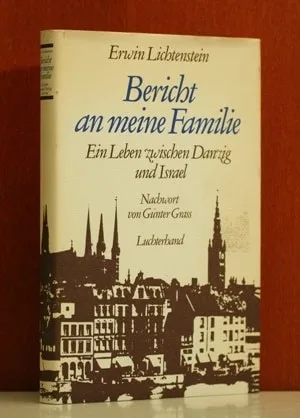 Erwin Lichtenstein
Bericht
an meine Familie
Ein Leben zwischen Danzig
und Israel
Nachwort
von Günter Grass
Luchterhand